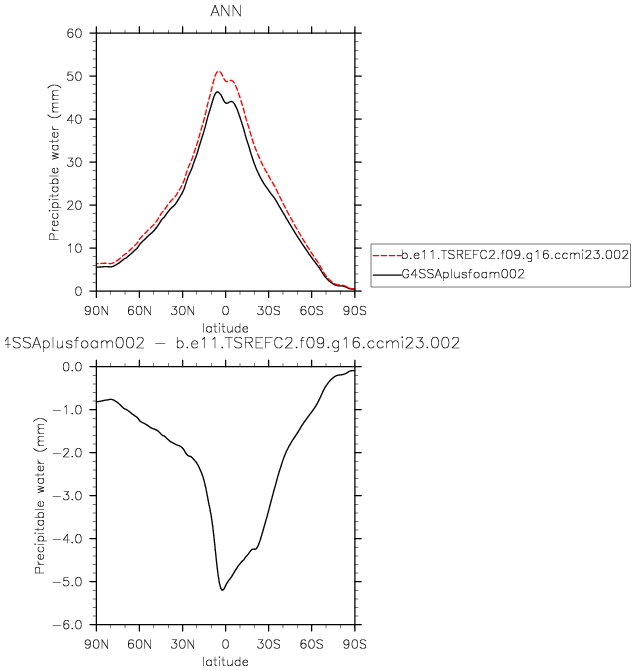 ANN
60
50
40
30
20
10
0
Precipitable water (mm)
90N 60N 30N 0 30S 60S 90S
latitude
b.e11.TSREFC2.f09.g16.ccmi23.002
G4SSAplusfoam002
4SSAplusfoam002 — b.e11.TSREFC2.f09.g16.ccmi23.002
0.0
−1.0
−2.0
−3.0
−4.0
−5.0
−6.0
Precipitable water (mm)
90N 60N 30N 0 30S 60S 90S
latitude